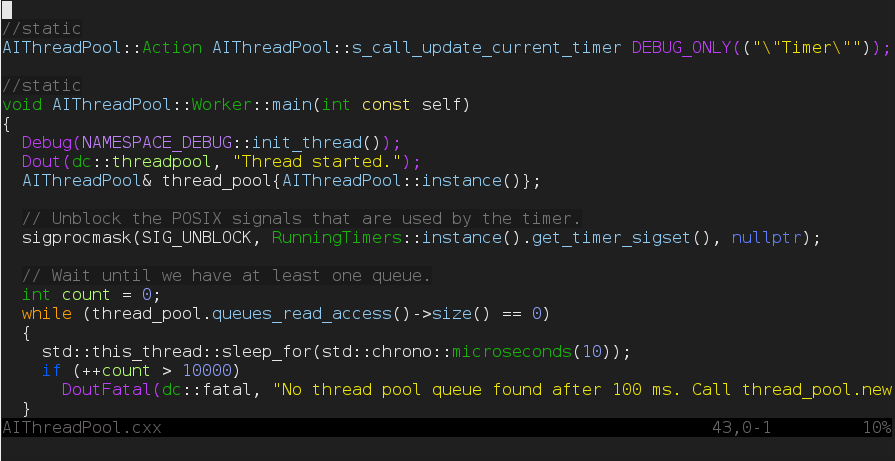 //static
AIThreadPool::Action AIThreadPool::s_call_update_current_timer DEBUG_ONLY(("\"Timer\""));
//static
void AIThreadPool::Worker::main(int const self)
{
  Debug(NAMESPACE_DEBUG::init_thread());
  Dout(dc::threadpool, "Thread started.");
  AIThreadPool& thread_pool{AIThreadPool::instance()};
  // Unblock the POSIX signals that are used by the timer.
  sigprocmask(SIG_UNBLOCK, RunningTimers::instance().get_timer_sigset(), nullptr);
  // Wait until we have at least one queue.
  int count = 0;
  while (thread_pool.queues_read_access()->size() == 0)
  {
    std::this_thread::sleep_for(std::chrono::microseconds(10));
    if (++count > 10000)
      DoutFatal(dc::fatal, "No thread pool queue found after 100 ms. Call thread_pool.new
  }
AIThreadPool.cxx 43,0-1 10%